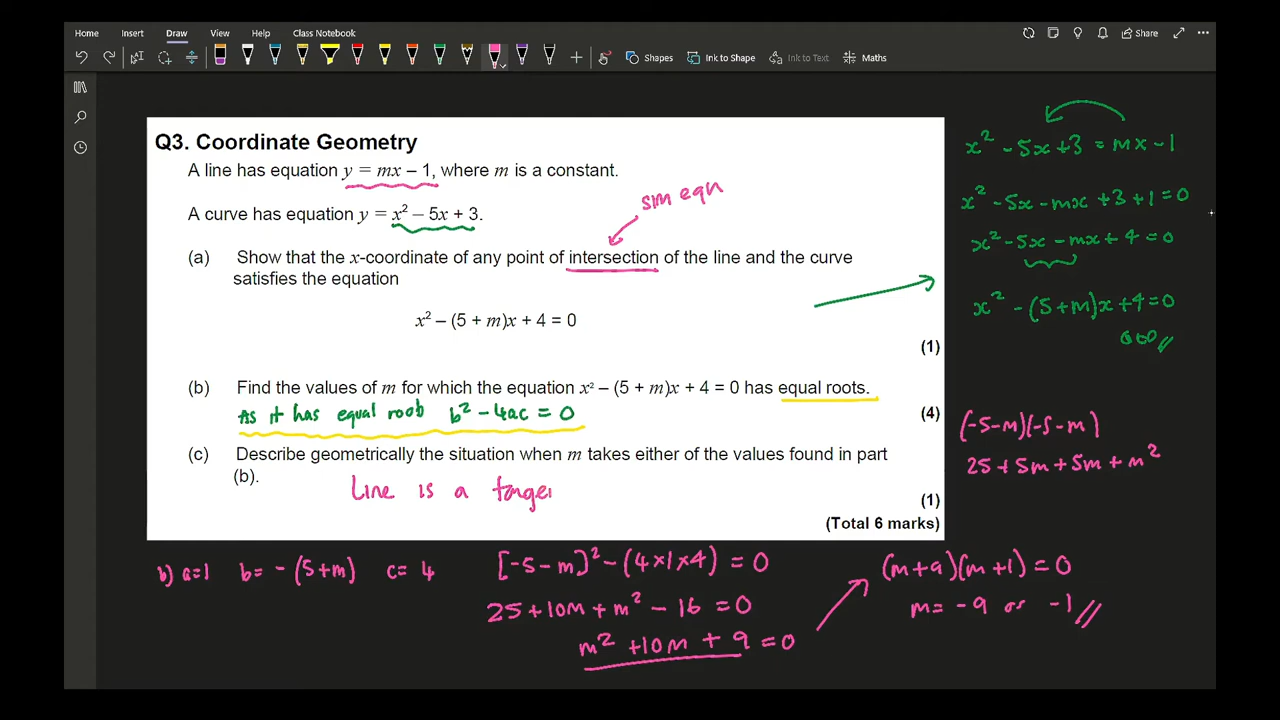 Home Insert Draw View Help Class Notebook Share
Shapes Ink to Shape Ink to Text Maths
Q3. Coordinate Geometry
A line has equation y = mx – 1, where m is a constant.
A curve has equation y = x² – 5x + 3.
sim eqn
(a) Show that the x-coordinate of any point of intersection of the line and the curve
satisfies the equation
x² – (5 + m)x + 4 = 0
(1)
(b) Find the values of m for which the equation x² – (5 + m)x + 4 = 0 has equal roots.
As it has equal roots b² - 4ac = 0
(4)
(c) Describe geometrically the situation when m takes either of the values found in part
(b).
Line is a tange
(1)
(Total 6 marks)
x² - 5x + 3 = mx - 1
x² - 5x - mx + 3 + 1 = 0
x² - 5x - mx + 4 = 0
x² - (5+m)x + 4 = 0
(-5-m)(-5-m)
25 + 5m + 5m + m²
b) a=1 b= -(5+m) c= 4
[-5-m]² - (4×1×4) = 0
25 + 10m + m² - 16 = 0
m² + 10m + 9 = 0
(m+9)(m+1) = 0
m = -9 or -1 //